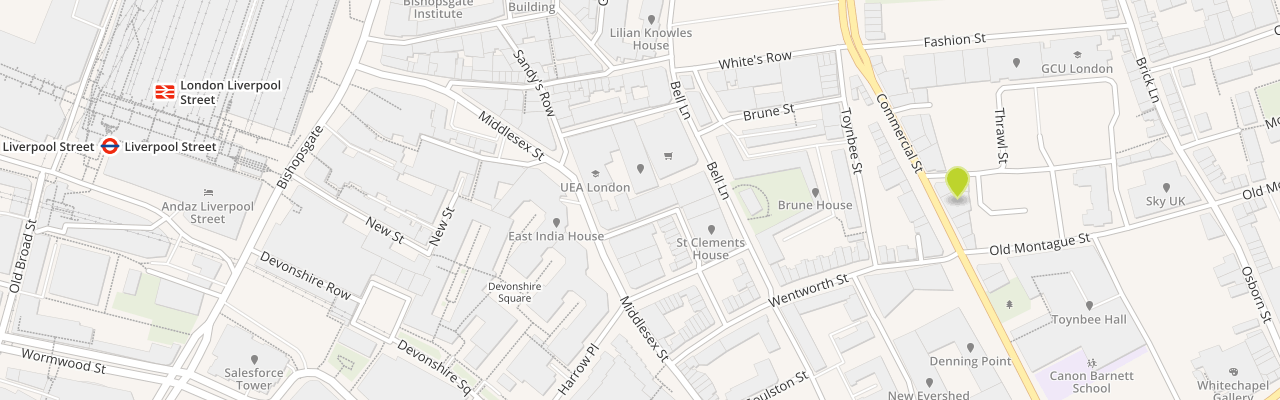 Bishopsgate
Institute
Building
Lilian Knowles
House
Fashion St
White's Row
GCU London
Brick Ln
London Liverpool
Street
Sandy's Row
Bell Ln
Brune St
Toynbee St
Commercial St
Thrawl St
Middlesex St
Liverpool Street
Liverpool Street
Bishopsgate
UEA London
Bell Ln
Sky UK
Andaz Liverpool
Street
Brune House
New St
New St
East India House
St Clements
House
Old Montague St
Old Broad St
Devonshire Row
Devonshire
Square
Wentworth St
Osborn St
Middlesex St
Toynbee Hall
Wormwood St
Devonshire Sq
Harrow Pl
Denning Point
Salesforce
Tower
Canon Barnett
School
Whitechapel
Gallery
New Evershed